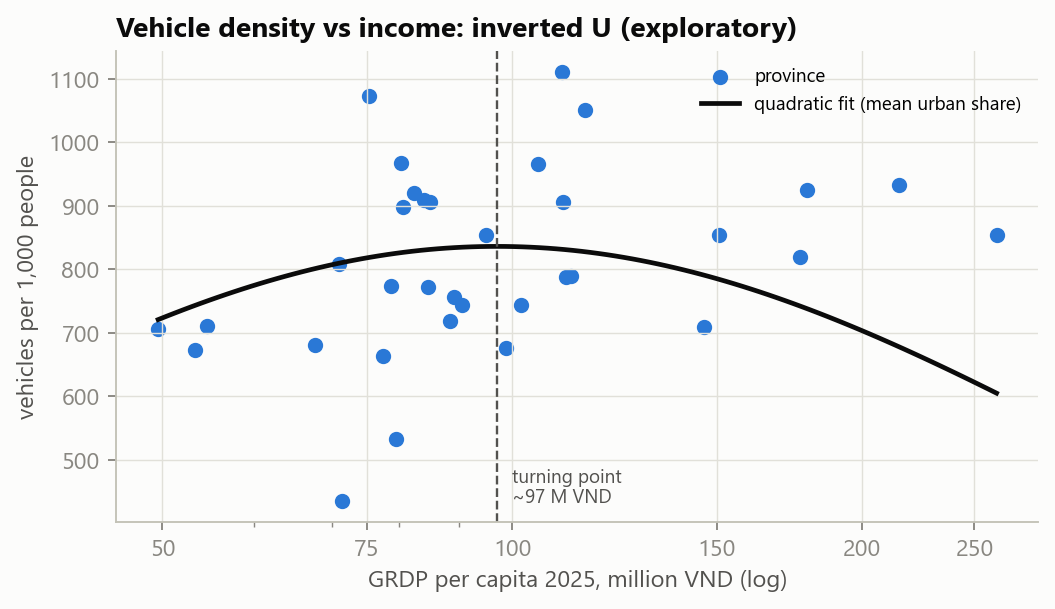 Vehicle density vs income: inverted U (exploratory)
province
quadratic fit (mean urban share)
vehicles per 1,000 people
1100
1000
900
800
700
600
500
turning point
~97 M VND
50
75
100
150
200
250
GRDP per capita 2025, million VND (log)